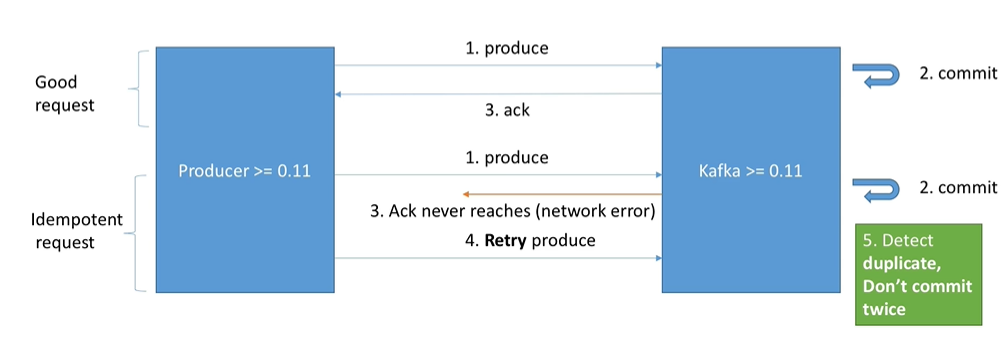 1. produce
2. commit
Good
request
3. ack
1. produce
Producer >= 0.11
Kafka >= 0.11
2. commit
Idempotent
request
3. Ack never reaches (network error)
4. Retry produce
5. Detect
duplicate,
Don't commit
twice